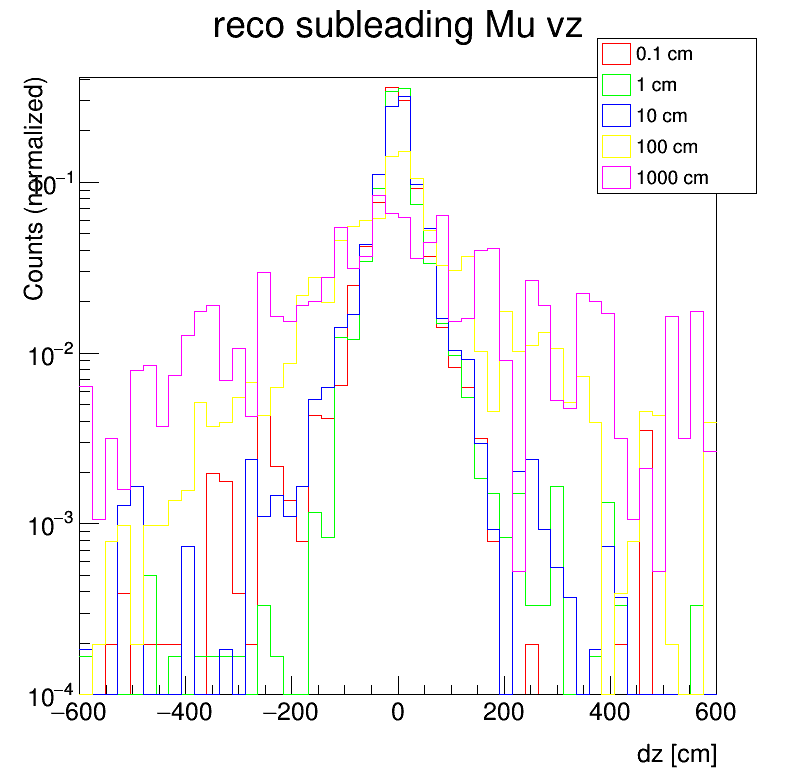 reco subleading Mu vz
0.1 cm
1 cm
10 cm
100 cm
1000 cm
Counts (normalized)
10−1
10−2
10−3
10−4
−600 −400 −200 0 200 400 600
dz [cm]